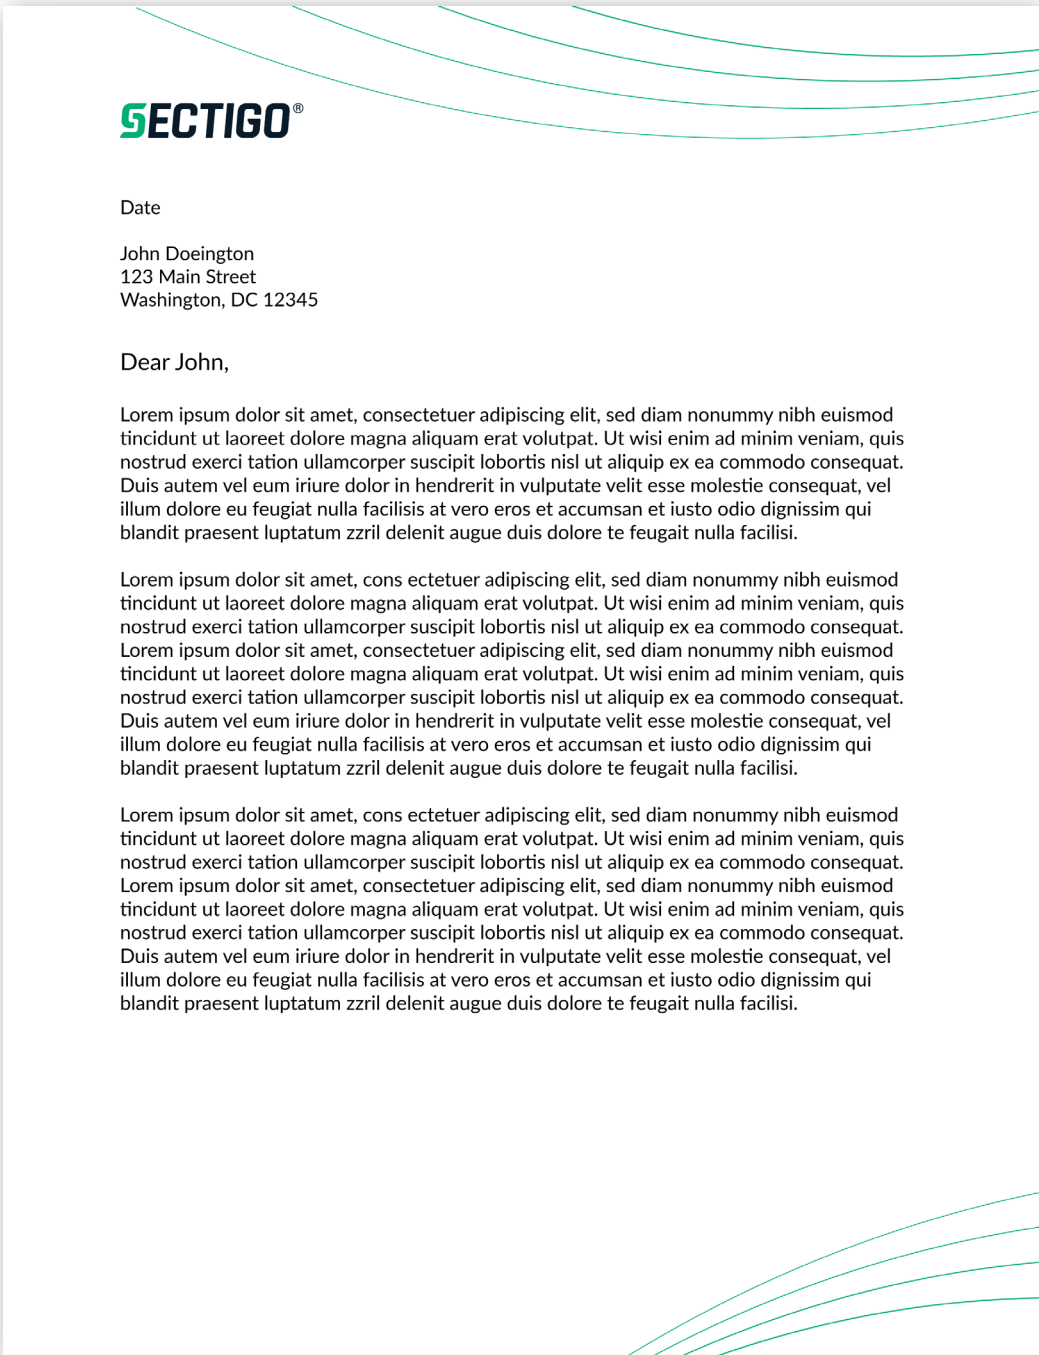 SECTIGO®
Date
John Doeington
123 Main Street
Washington, DC 12345
Dear John,
Lorem ipsum dolor sit amet, consectetuer adipiscing elit, sed diam nonummy nibh euismod
tincidunt ut laoreet dolore magna aliquam erat volutpat. Ut wisi enim ad minim veniam, quis
nostrud exerci tation ullamcorper suscipit lobortis nisl ut aliquip ex ea commodo consequat.
Duis autem vel eum iriure dolor in hendrerit in vulputate velit esse molestie consequat, vel
illum dolore eu feugiat nulla facilisis at vero eros et accumsan et iusto odio dignissim qui
blandit praesent luptatum zzril delenit augue duis dolore te feugait nulla facilisi.
Lorem ipsum dolor sit amet, cons ectetuer adipiscing elit, sed diam nonummy nibh euismod
tincidunt ut laoreet dolore magna aliquam erat volutpat. Ut wisi enim ad minim veniam, quis
nostrud exerci tation ullamcorper suscipit lobortis nisl ut aliquip ex ea commodo consequat.
Lorem ipsum dolor sit amet, consectetuer adipiscing elit, sed diam nonummy nibh euismod
tincidunt ut laoreet dolore magna aliquam erat volutpat. Ut wisi enim ad minim veniam, quis
nostrud exerci tation ullamcorper suscipit lobortis nisl ut aliquip ex ea commodo consequat.
Duis autem vel eum iriure dolor in hendrerit in vulputate velit esse molestie consequat, vel
illum dolore eu feugiat nulla facilisis at vero eros et accumsan et iusto odio dignissim qui
blandit praesent luptatum zzril delenit augue duis dolore te feugait nulla facilisi.
Lorem ipsum dolor sit amet, cons ectetuer adipiscing elit, sed diam nonummy nibh euismod
tincidunt ut laoreet dolore magna aliquam erat volutpat. Ut wisi enim ad minim veniam, quis
nostrud exerci tation ullamcorper suscipit lobortis nisl ut aliquip ex ea commodo consequat.
Lorem ipsum dolor sit amet, consectetuer adipiscing elit, sed diam nonummy nibh euismod
tincidunt ut laoreet dolore magna aliquam erat volutpat. Ut wisi enim ad minim veniam, quis
nostrud exerci tation ullamcorper suscipit lobortis nisl ut aliquip ex ea commodo consequat.
Duis autem vel eum iriure dolor in hendrerit in vulputate velit esse molestie consequat, vel
illum dolore eu feugiat nulla facilisis at vero eros et accumsan et iusto odio dignissim qui
blandit praesent luptatum zzril delenit augue duis dolore te feugait nulla facilisi.